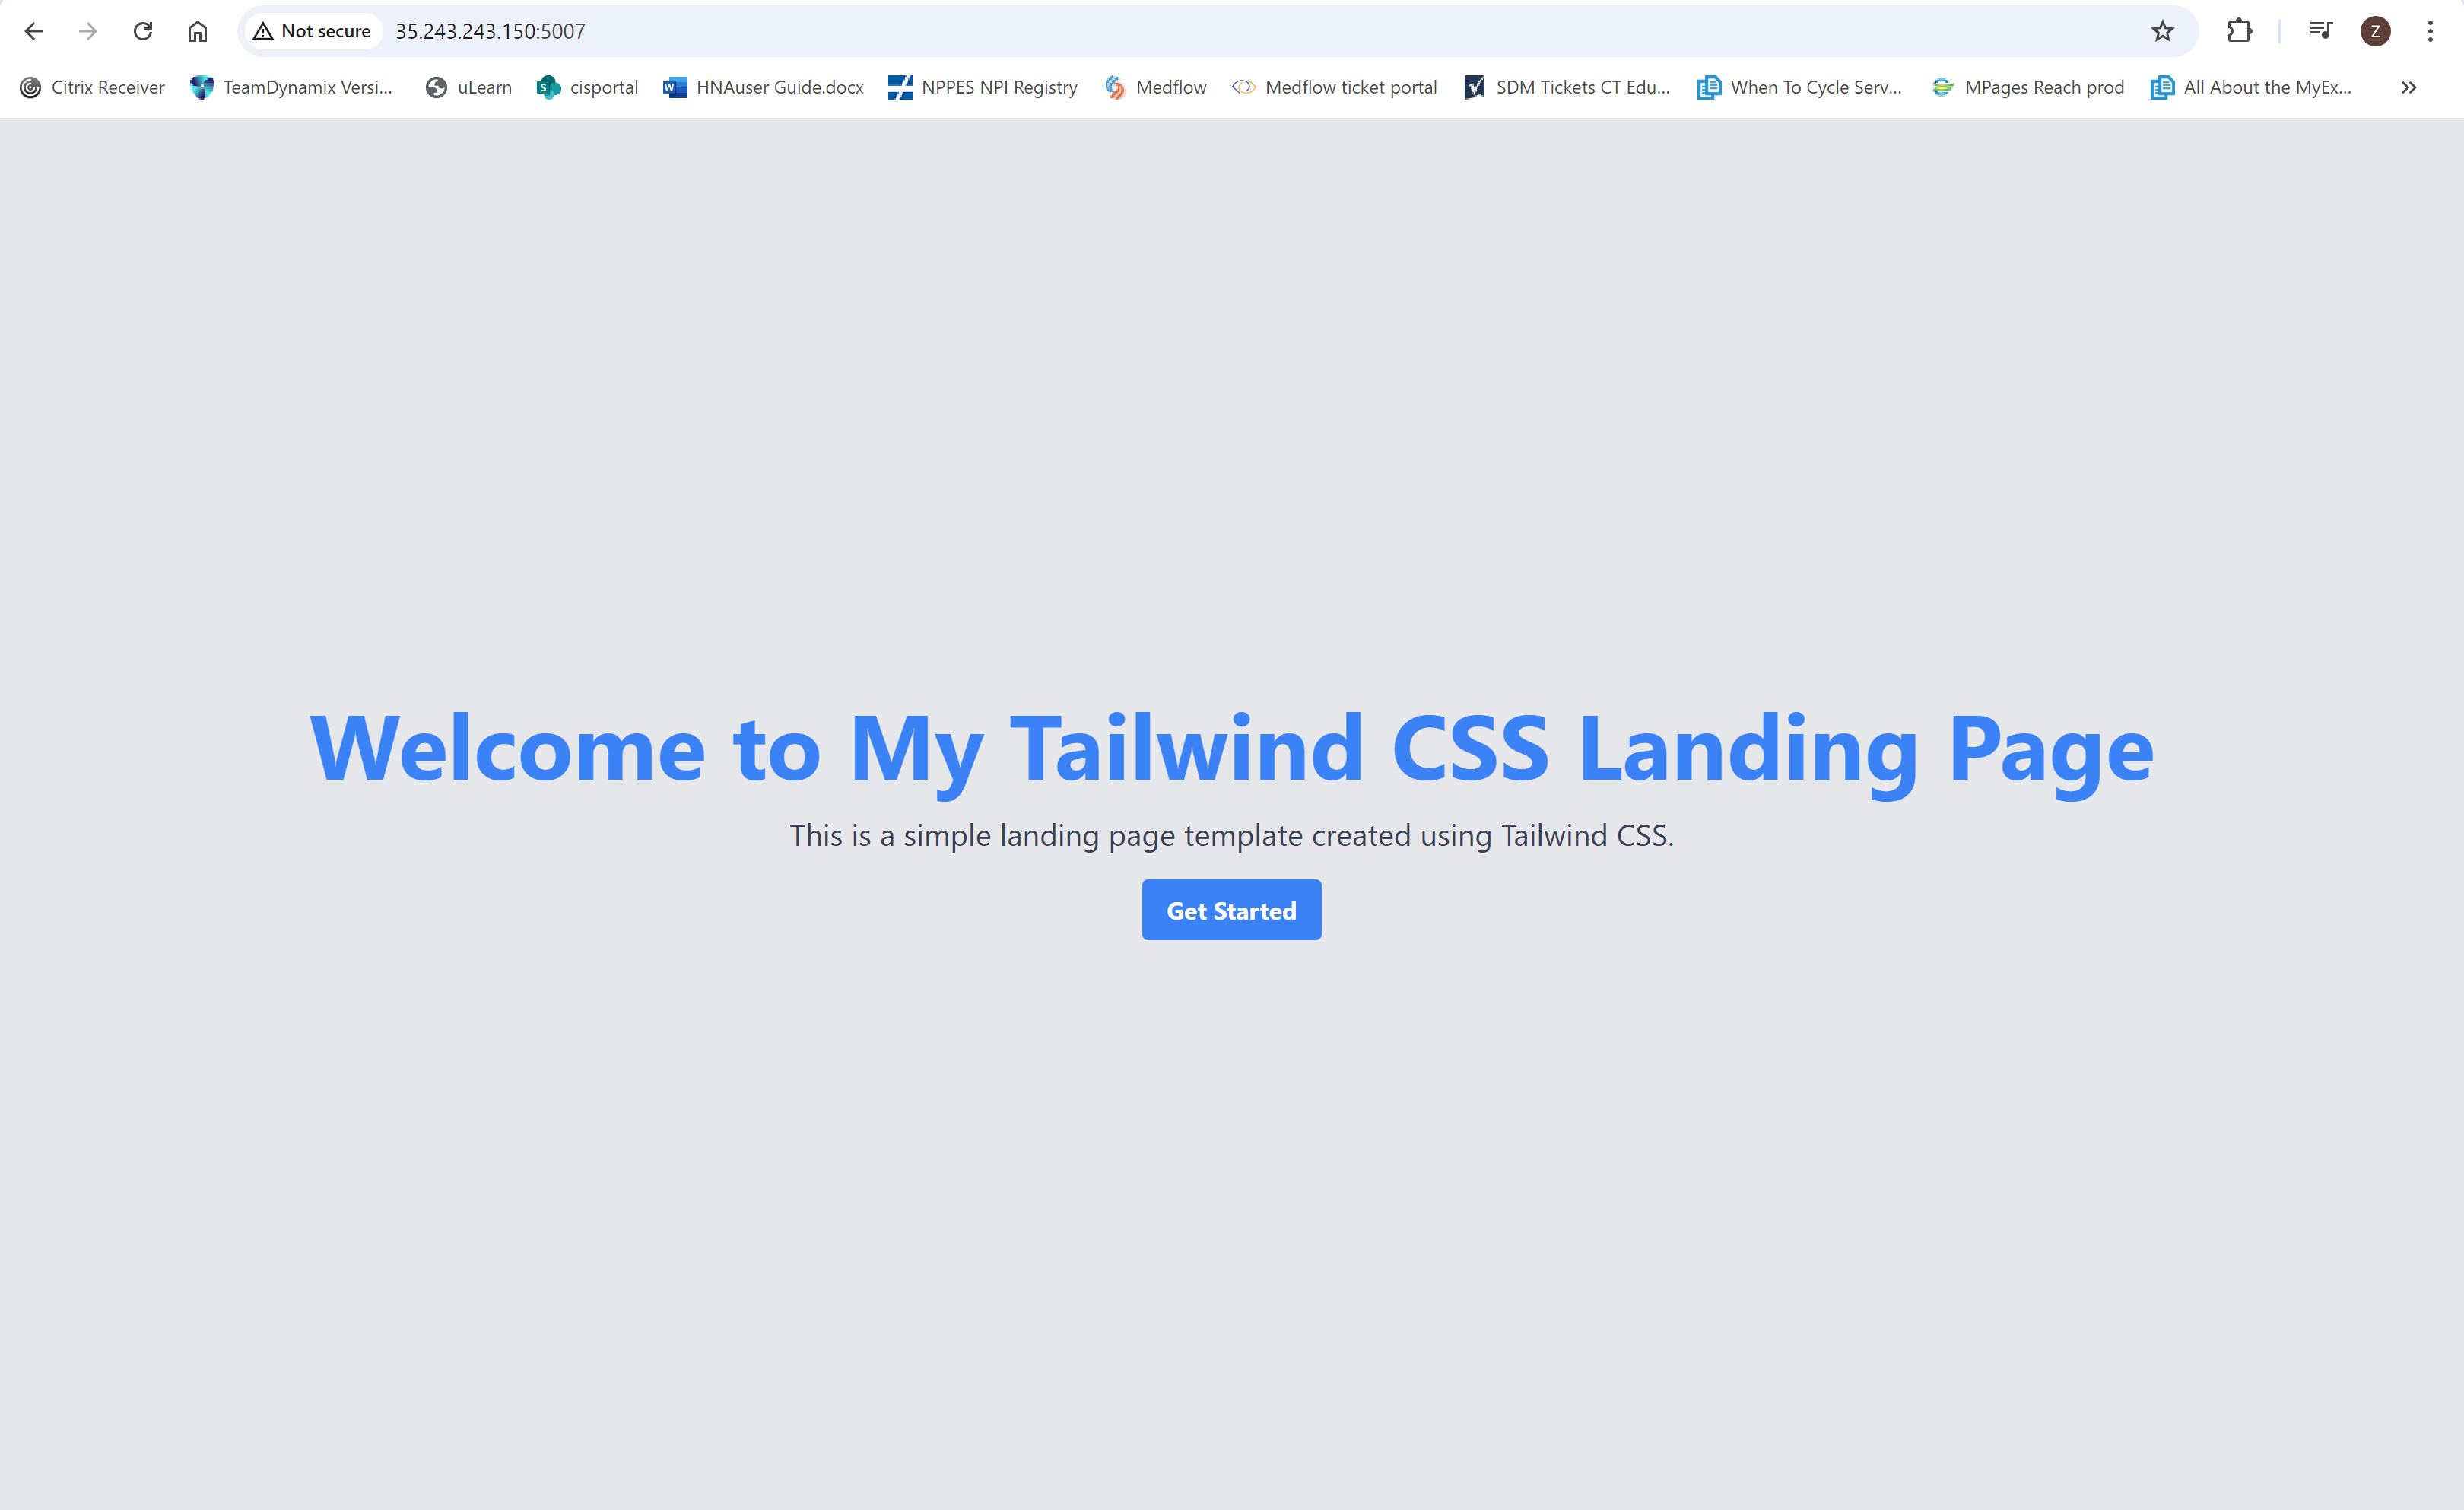 Not secure 35.243.243.150:5007 Z
Citrix Receiver TeamDynamix Versi... uLearn cisportal HNAuser Guide.docx NPPES NPI Registry Medflow Medflow ticket portal SDM Tickets CT Edu... When To Cycle Serv... MPages Reach prod All About the MyEx...
Welcome to My Tailwind CSS Landing Page
This is a simple landing page template created using Tailwind CSS.
Get Started